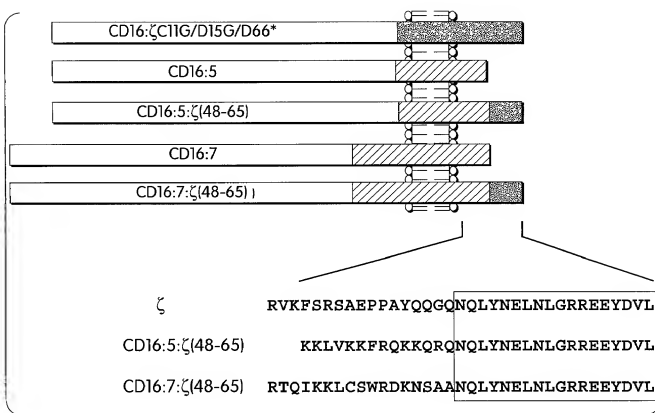 CD16:ζC11G/D15G/D66*
CD16:5
CD16:5:ζ(48-65)
CD16:7
CD16:7:ζ(48-65) )
ζ RVKFSRSAEPPAYQQGQNQLYNELNLGRREEYDVL
CD16:5:ζ(48-65) KKLVKKFRQKKQRQNQLYNELNLGRREEYDVL
CD16:7:ζ(48-65) RTQIKKLCSWRDKNSAANQLYNELNLGRREEYDVL